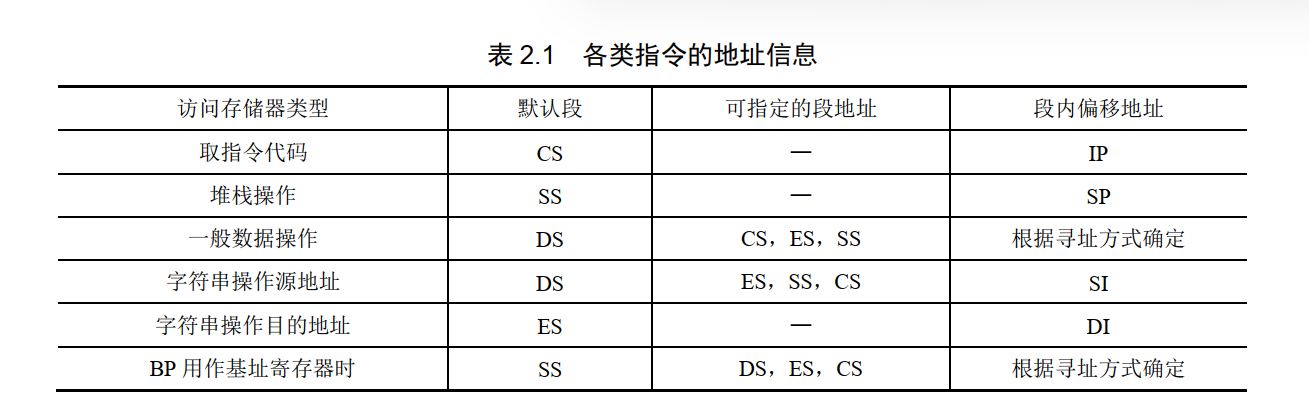 表 2.1 各类指令的地址信息
访问存储器类型 默认段 可指定的段地址 段内偏移地址
取指令代码 CS — IP
堆栈操作 SS — SP
一般数据操作 DS CS，ES，SS 根据寻址方式确定
字符串操作源地址 DS ES，SS，CS SI
字符串操作目的地址 ES — DI
BP 用作基址寄存器时 SS DS，ES，CS 根据寻址方式确定